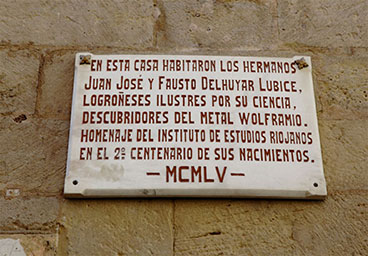 En esta casa habitaron los hermanos
Juan José y Fausto Delhuyar Lubice,
logroñeses ilustres por su ciencia,
descubridores del metal wolframio.
Homenaje del Instituto de Estudios Riojanos
en el 2º centenario de sus nacimientos.
— MCMLV —